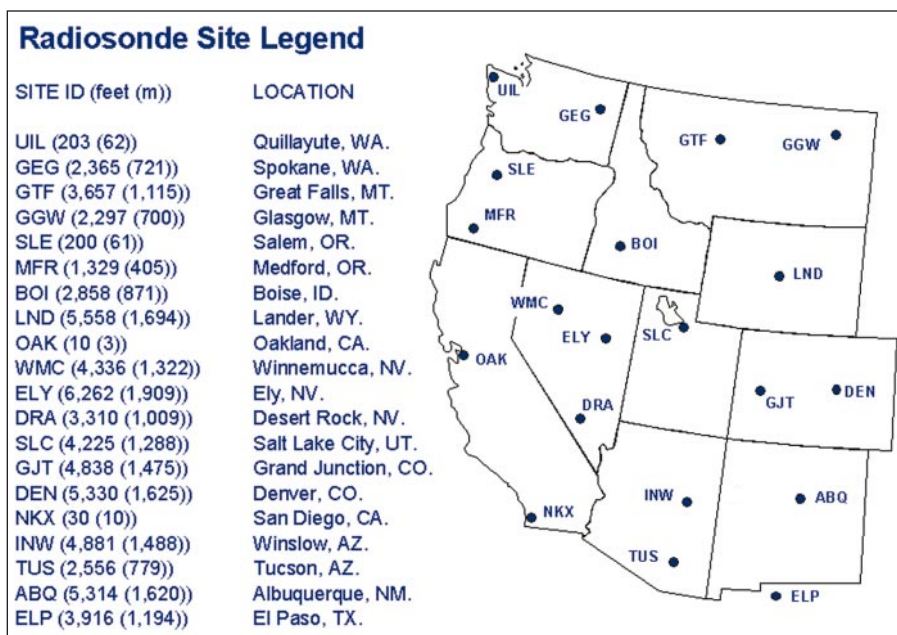 Radiosonde Site Legend
SITE ID (feet (m)) LOCATION
UIL (203 (62)) Quillayute, WA.
GEG (2,365 (721)) Spokane, WA.
GTF (3,657 (1,115)) Great Falls, MT.
GGW (2,297 (700)) Glasgow, MT.
SLE (200 (61)) Salem, OR.
MFR (1,329 (405)) Medford, OR.
BOI (2,858 (871)) Boise, ID.
LND (5,558 (1,694)) Lander, WY.
OAK (10 (3)) Oakland, CA.
WMC (4,336 (1,322)) Winnemucca, NV.
ELY (6,262 (1,909)) Ely, NV.
DRA (3,310 (1,009)) Desert Rock, NV.
SLC (4,225 (1,288)) Salt Lake City, UT.
GJT (4,838 (1,475)) Grand Junction, CO.
DEN (5,330 (1,625)) Denver, CO.
NKX (30 (10)) San Diego, CA.
INW (4,881 (1,488)) Winslow, AZ.
TUS (2,556 (779)) Tucson, AZ.
ABQ (5,314 (1,620)) Albuquerque, NM.
ELP (3,916 (1,194)) El Paso, TX.
UIL
GEG
GTF
GGW
SLE
MFR
BOI
LND
WMC
ELY
SLC
OAK
DRA
GJT
DEN
NKX
INW
ABQ
TUS
ELP